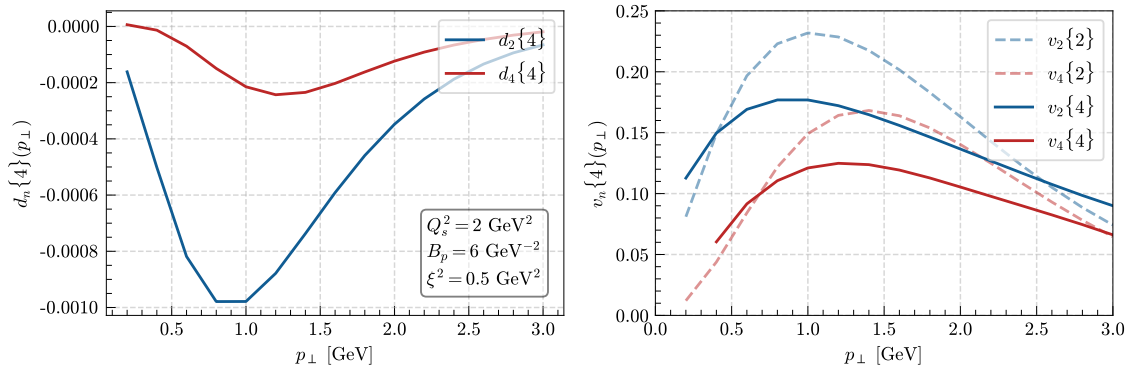 0.0000
-0.0002
-0.0004
-0.0006
-0.0008
-0.0010
d_n{4}(p_⊥)
d_2{4}
d_4{4}
Q_s^2 = 2 GeV^2
B_p = 6 GeV^{-2}
ξ^2 = 0.5 GeV^2
0.5 1.0 1.5 2.0 2.5 3.0
p_⊥ [GeV]
0.25
0.20
0.15
0.10
0.05
0.00
v_n{4}(p_⊥)
v_2{2}
v_4{2}
v_2{4}
v_4{4}
0.0 0.5 1.0 1.5 2.0 2.5 3.0
p_⊥ [GeV]